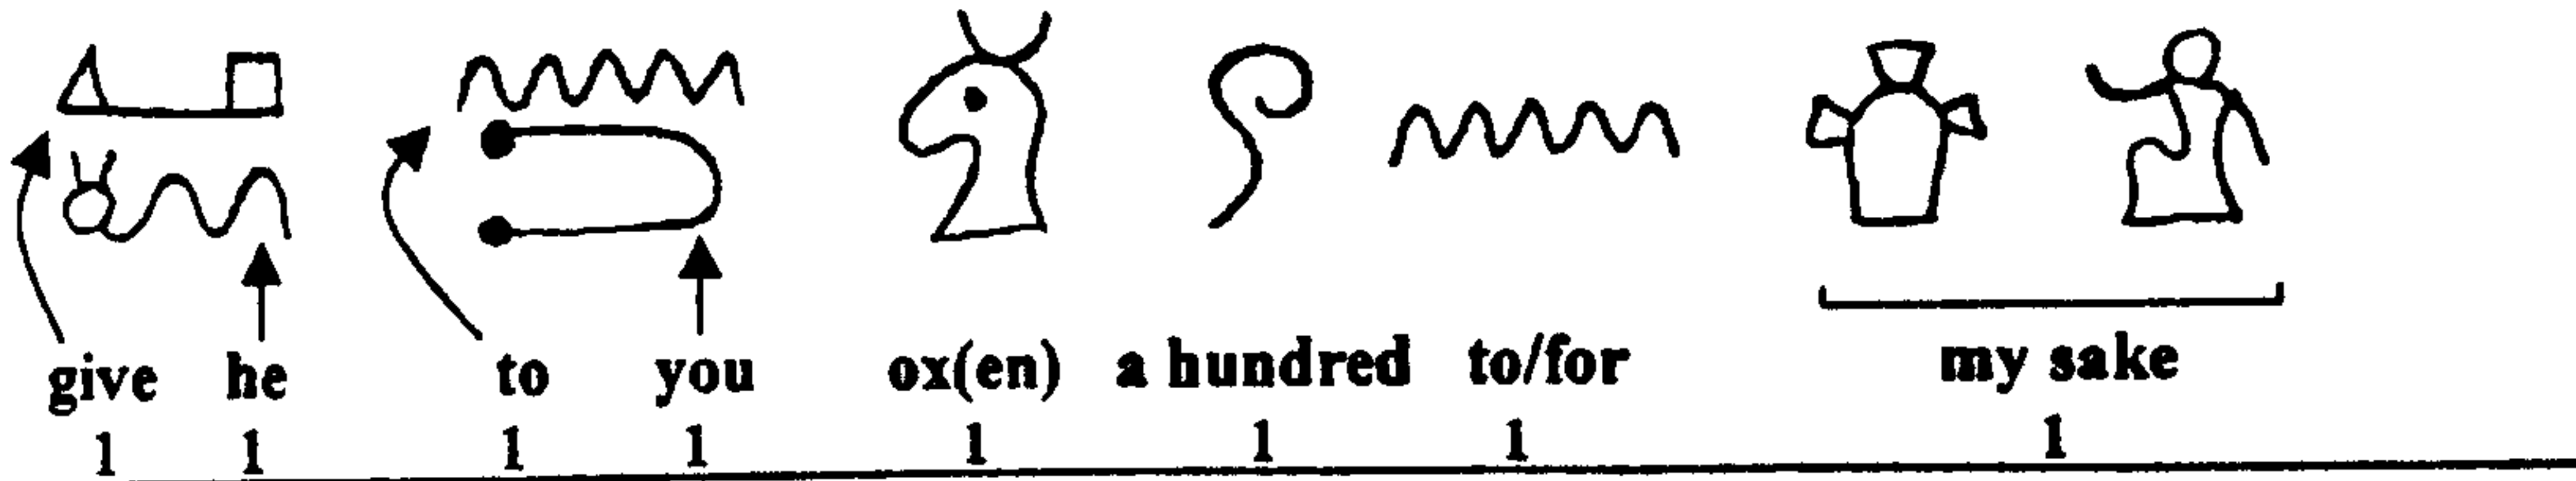 give he to you ox(en) a hundred to/for my sake
1 1 1 1 1 1 1 1